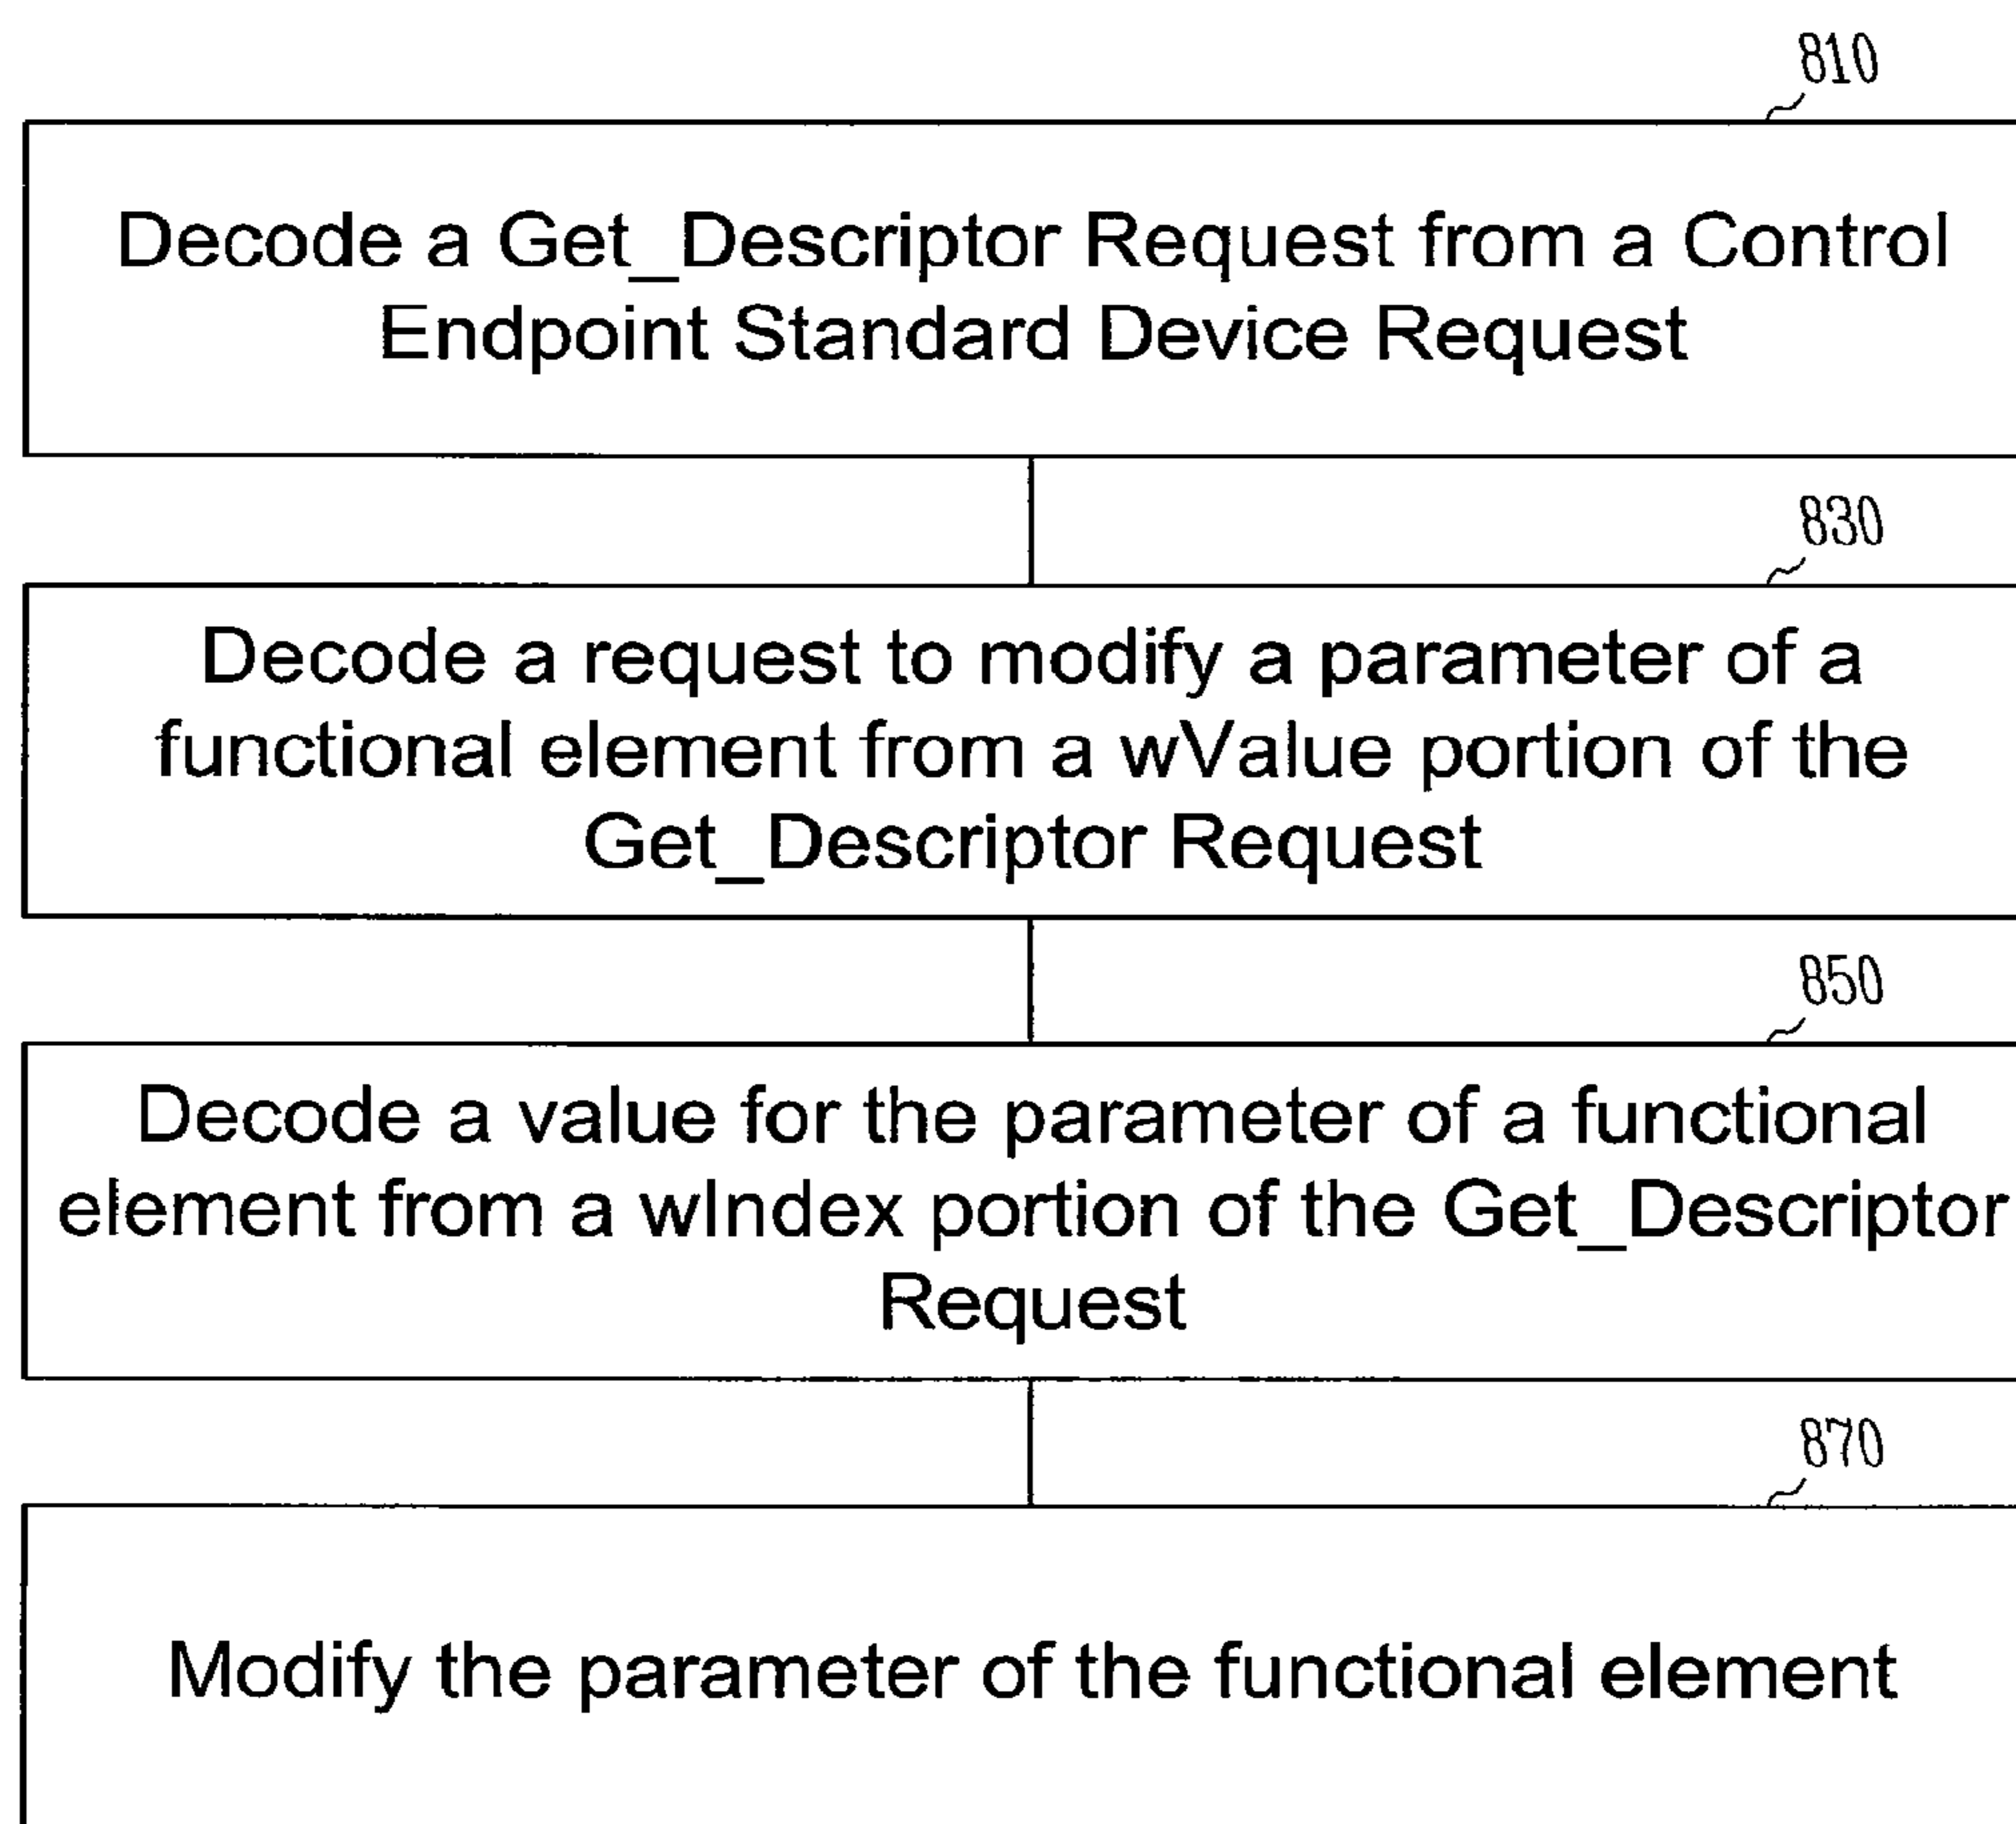 810
Decode a Get_Descriptor Request from a Control
Endpoint Standard Device Request
830
Decode a request to modify a parameter of a
functional element from a wValue portion of the
Get_Descriptor Request
850
Decode a value for the parameter of a functional
element from a wIndex portion of the Get_Descriptor
Request
870
Modify the parameter of the functional element